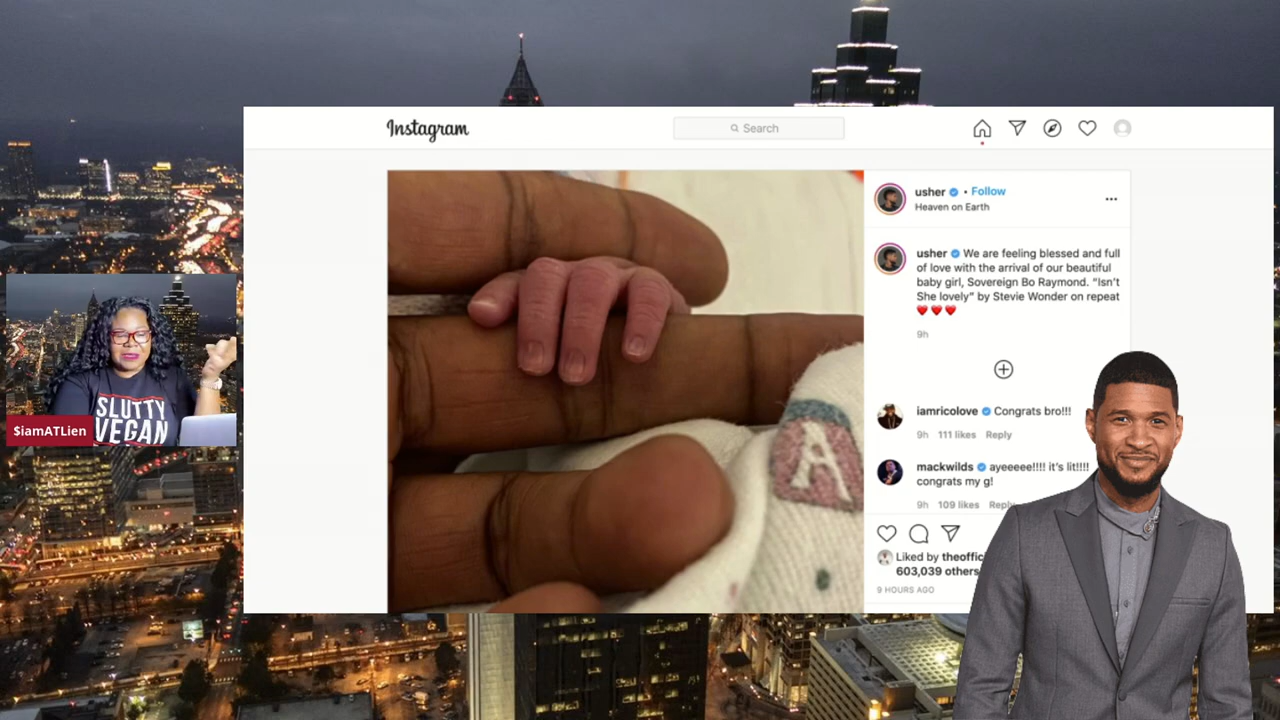 Instagram
Search
usher • Follow
Heaven on Earth
usher We are feeling blessed and full
of love with the arrival of our beautiful
baby girl, Sovereign Bo Raymond. “Isn’t
She lovely” by Stevie Wonder on repeat
9h
iamricolove Congrats bro!!!
9h 111 likes Reply
mackwilds ayeeeee!!!! it’s lit!!!!
congrats my g!
9h 109 likes Reply
Liked by theoffic
603,039 others
9 HOURS AGO
A
SLUTTY
VEGAN
$iamATLien